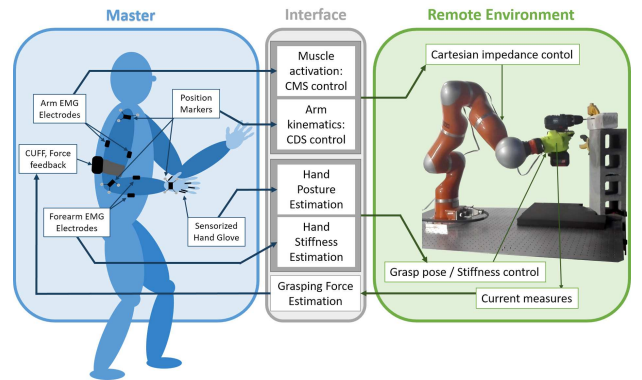 Master
Interface
Remote Environment
Arm EMG
Electrodes
Position
Markers
CUFF, Force
feedback
Forearm EMG
Electrodes
Sensorized
Hand Glove
Muscle
activation:
CMS control
Arm
kinematics:
CDS control
Hand
Posture
Estimation
Hand
Stiffness
Estimation
Grasping Force
Estimation
Cartesian impedance contol
Grasp pose / Stiffness control
Current measures